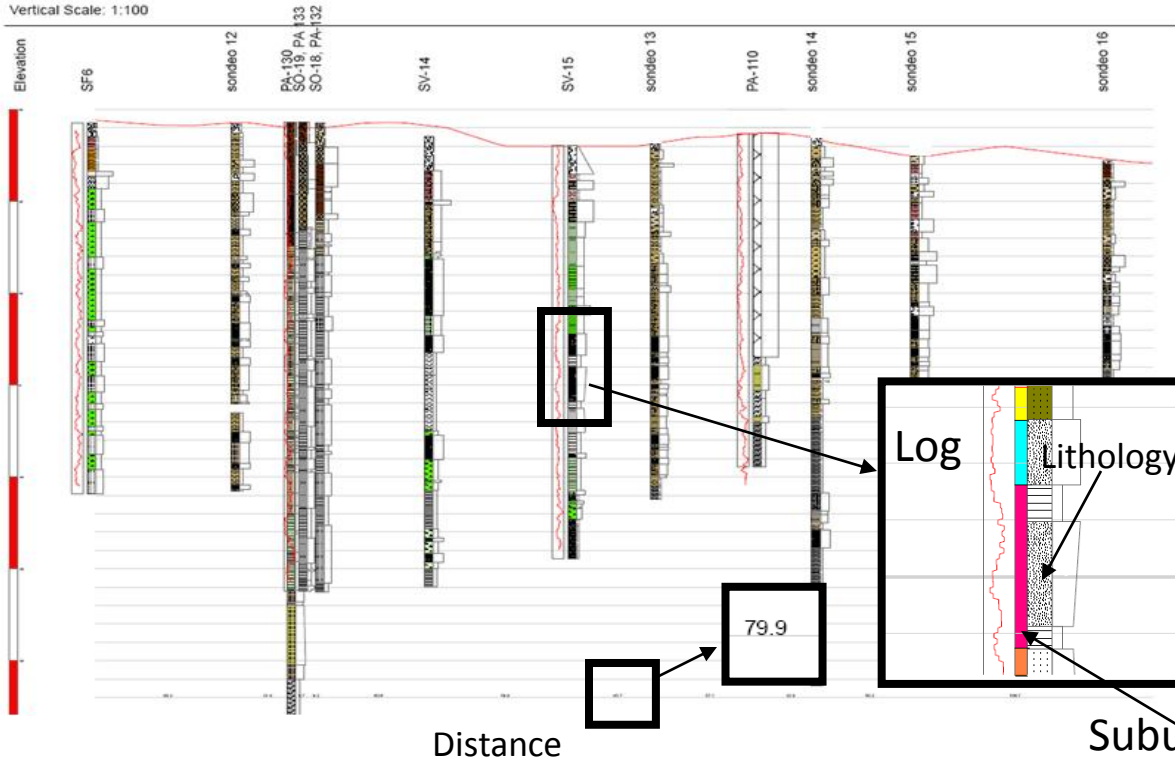 Vertical Scale: 1:100
Elevation
SF6
sondeo 12
PA-130
SO-19, PA 133
SO-18, PA-132
SV-14
SV-15
sondeo 13
PA-110
sondeo 14
sondeo 15
sondeo 16
Log
Lithology
79.9
Distance
Subu